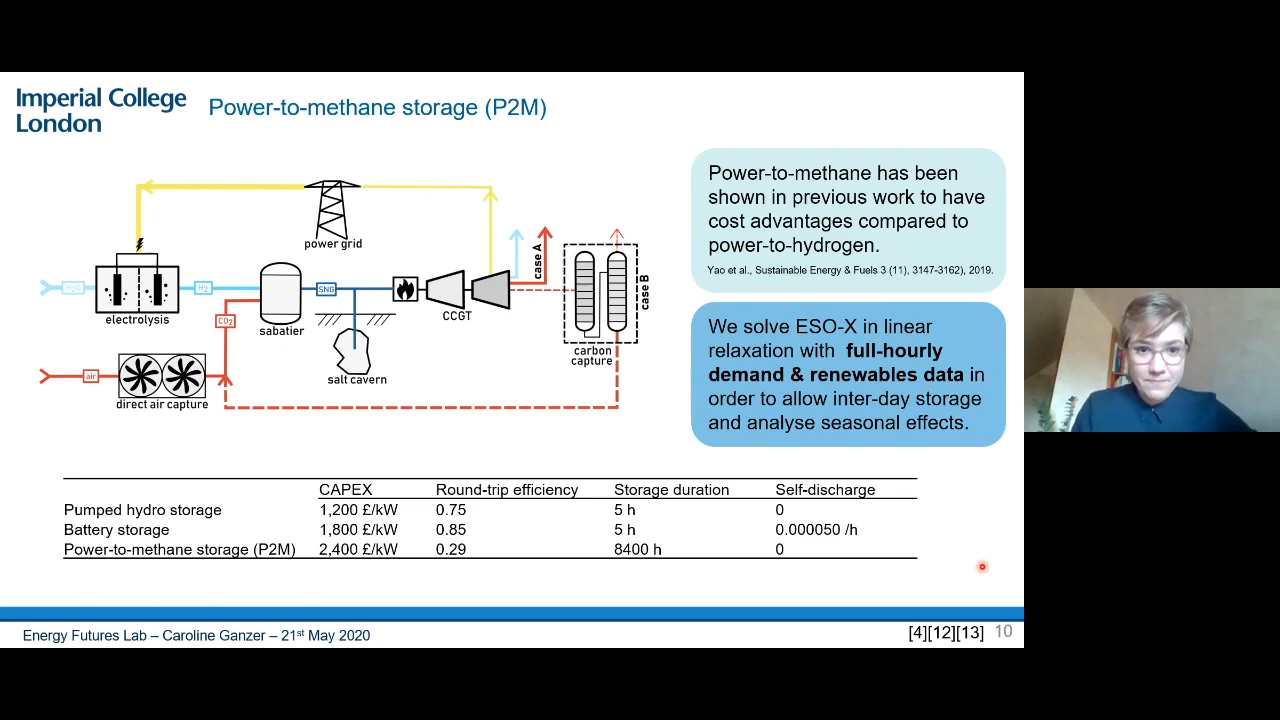 Imperial College
London
Power-to-methane storage (P2M)
power grid
H₂O
electrolysis
H₂
CO₂
sabatier
SNG
salt cavern
CCGT
case A
case B
carbon
capture
air
direct air capture
Power-to-methane has been
shown in previous work to have
cost advantages compared to
power-to-hydrogen.
Yao et al., Sustainable Energy & Fuels 3 (11), 3147-3162), 2019.
We solve ESO-X in linear
relaxation with full-hourly
demand & renewables data in
order to allow inter-day storage
and analyse seasonal effects.
CAPEX Round-trip efficiency Storage duration Self-discharge
Pumped hydro storage 1,200 £/kW 0.75 5 h 0
Battery storage 1,800 £/kW 0.85 5 h 0.000050 /h
Power-to-methane storage (P2M) 2,400 £/kW 0.29 8400 h 0
Energy Futures Lab – Caroline Ganzer – 21st May 2020
[4][12][13] 10